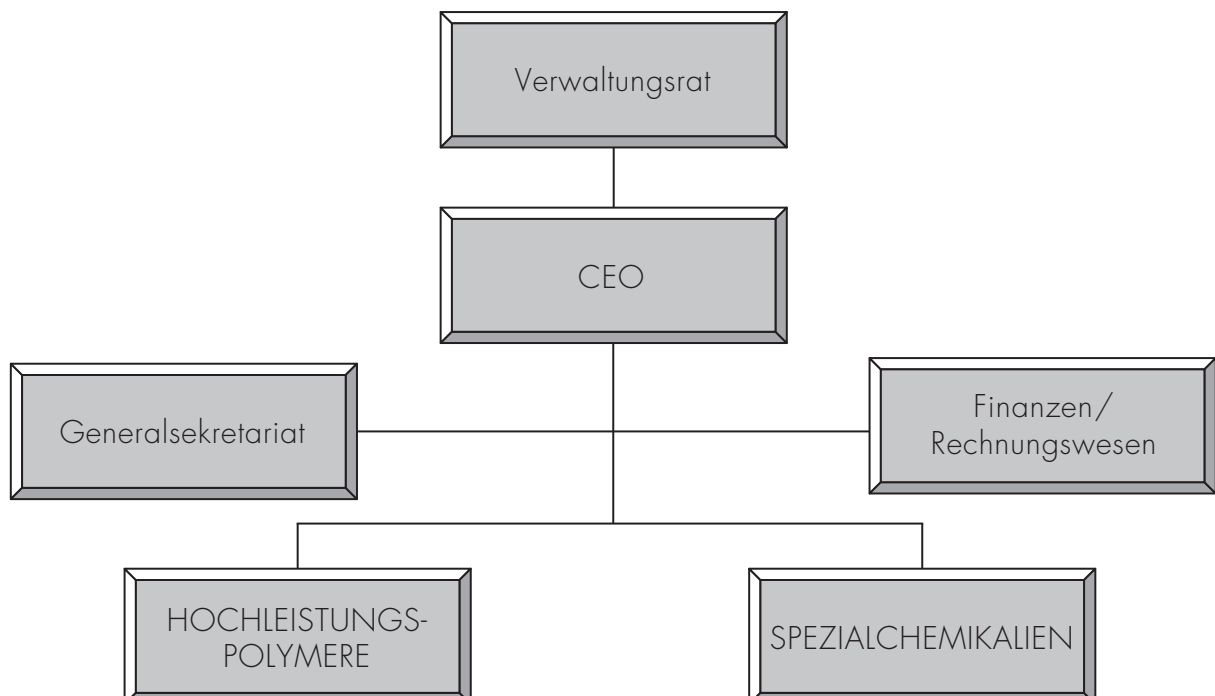 Verwaltungsrat
CEO
Generalsekretariat
Finanzen/
Rechnungswesen
HOCHLEISTUNGS-
POLYMERE
SPEZIALCHEMIKALIEN